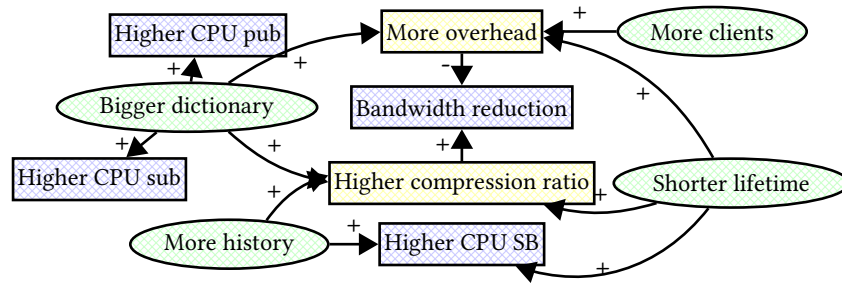 Higher CPU pub
More overhead
+
More clients
+
+
-
+
Bigger dictionary
Bandwidth reduction
+
+
+
Higher CPU sub
+
Higher compression ratio
+
Shorter lifetime
More history
+
Higher CPU SB
+